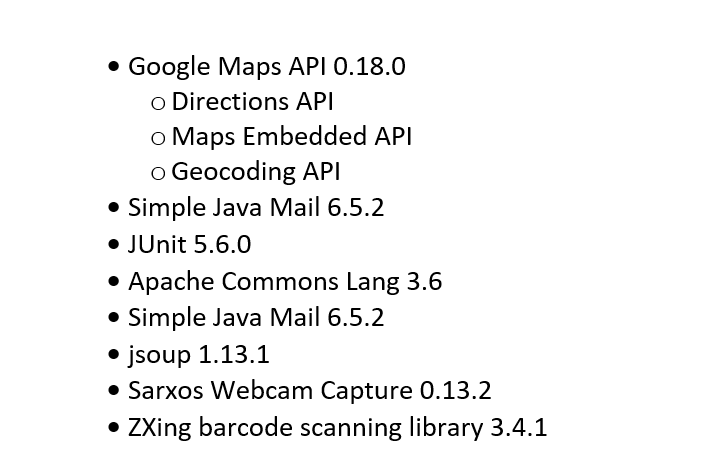 • Google Maps API 0.18.0
○ Directions API
○ Maps Embedded API
○ Geocoding API
• Simple Java Mail 6.5.2
• JUnit 5.6.0
• Apache Commons Lang 3.6
• Simple Java Mail 6.5.2
• jsoup 1.13.1
• Sarxos Webcam Capture 0.13.2
• ZXing barcode scanning library 3.4.1